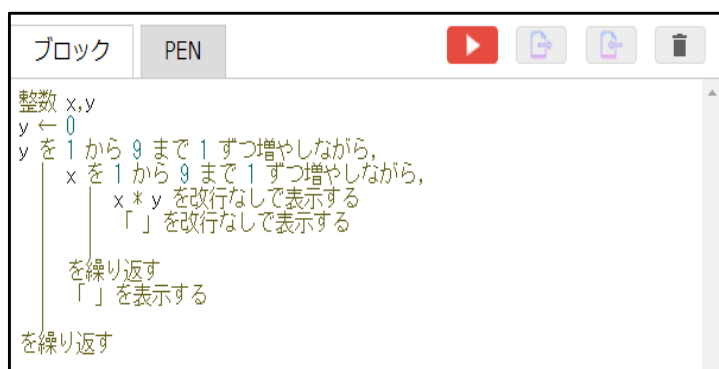 ブロック PEN
整数 x,y
y ← 0
y を 1 から 9 まで 1 ずつ増やしながら,
x を 1 から 9 まで 1 ずつ増やしながら,
x * y を改行なしで表示する
「 」を改行なしで表示する
を繰り返す
「 」を表示する
を繰り返す